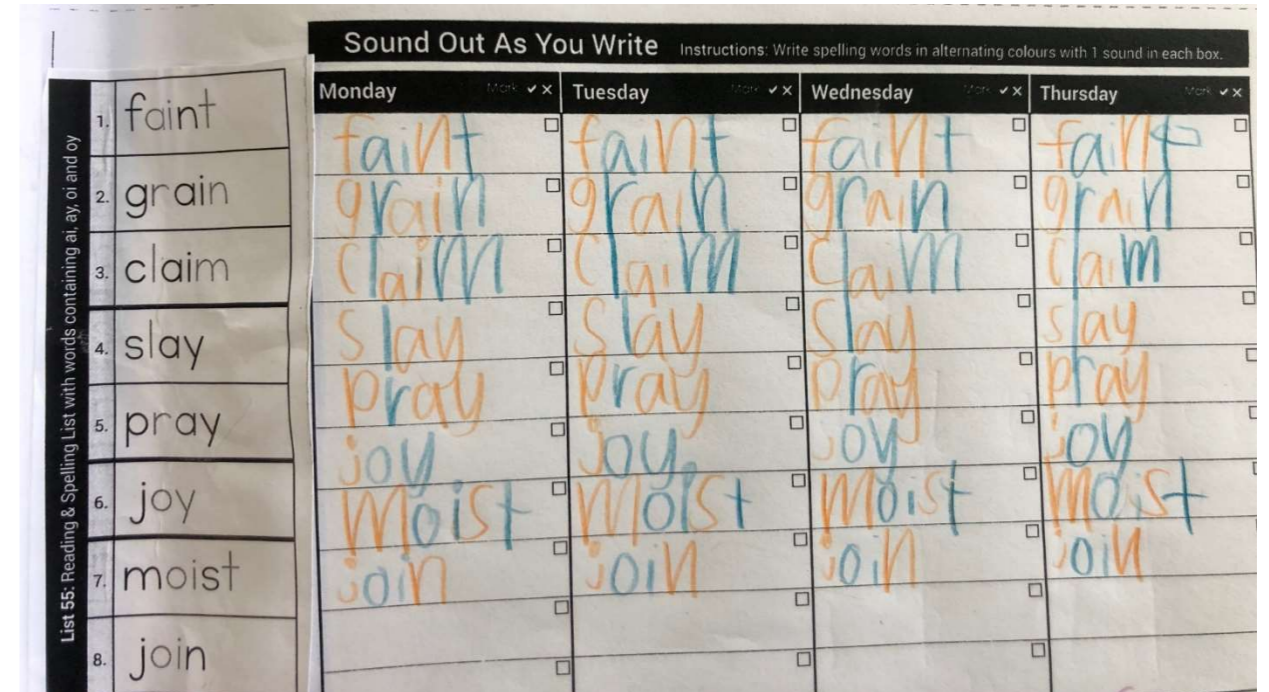 Sound Out As You Write Instructions: Write spelling words in alternating colours with 1 sound in each box.
List 55: Reading & Spelling List with words containing ai, ay, oi and oy
Monday Mark ✔ ✕ Tuesday Mark ✔ ✕ Wednesday Mark ✔ ✕ Thursday Mark ✔ ✕
1. faint faint faint faint faint
2. grain grain grain grain grain
3. claim claim claim claim claim
4. slay slay slay slay slay
5. pray pray pray pray pray
6. joy joy joy. joy joy
7. moist moist moist moist moist
8. join join join join join